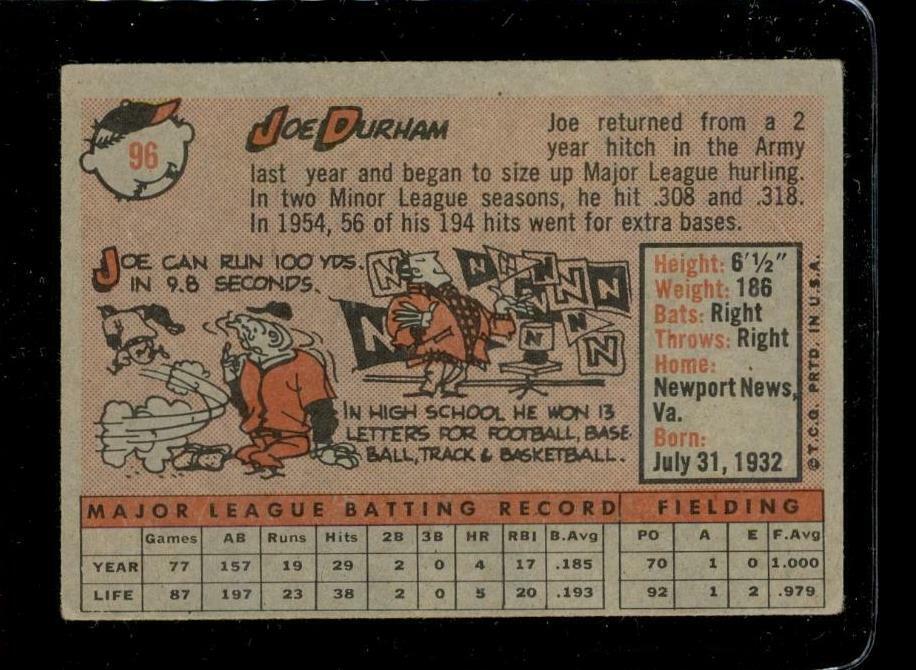 96
JOE DURHAM
Joe returned from a 2
year hitch in the Army
last year and began to size up Major League hurling.
In two Minor League seasons, he hit .308 and .318.
In 1954, 56 of his 194 hits went for extra bases.
JOE CAN RUN 100 YDS.
IN 9.8 SECONDS.
N N N N N N N N N N
IN HIGH SCHOOL HE WON 13
LETTERS FOR FOOTBALL, BASE-
BALL, TRACK & BASKETBALL.
Height: 6'½"
Weight: 186
Bats: Right
Throws: Right
Home:
Newport News,
Va.
Born:
July 31, 1932
© T.C.G. PRTD. IN U.S.A.
MAJOR LEAGUE BATTING RECORD FIELDING
Games AB Runs Hits 2B 3B HR RBI B.Avg PO A E F.Avg
YEAR 77 157 19 29 2 0 4 17 .185 70 1 0 1.000
LIFE 87 197 23 38 2 0 5 20 .193 92 1 2 .979